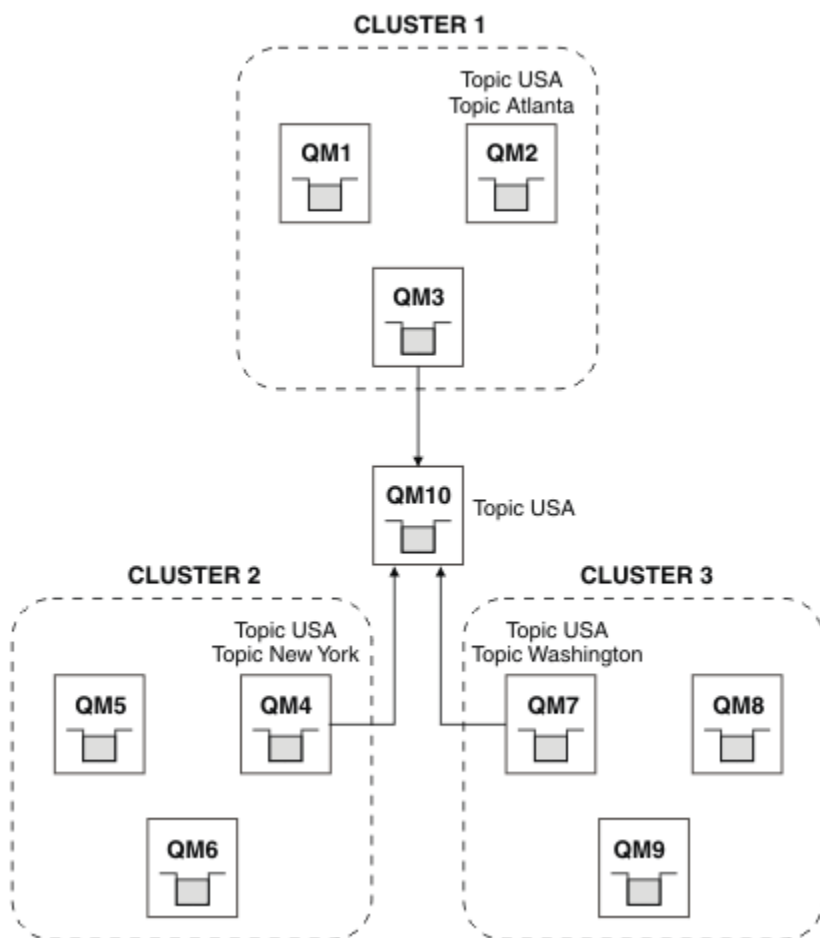 CLUSTER 1
Topic USA
Topic Atlanta
QM1
QM2
QM3
QM10
Topic USA
CLUSTER 2
CLUSTER 3
Topic USA
Topic New York
Topic USA
Topic Washington
QM5
QM4
QM7
QM8
QM6
QM9